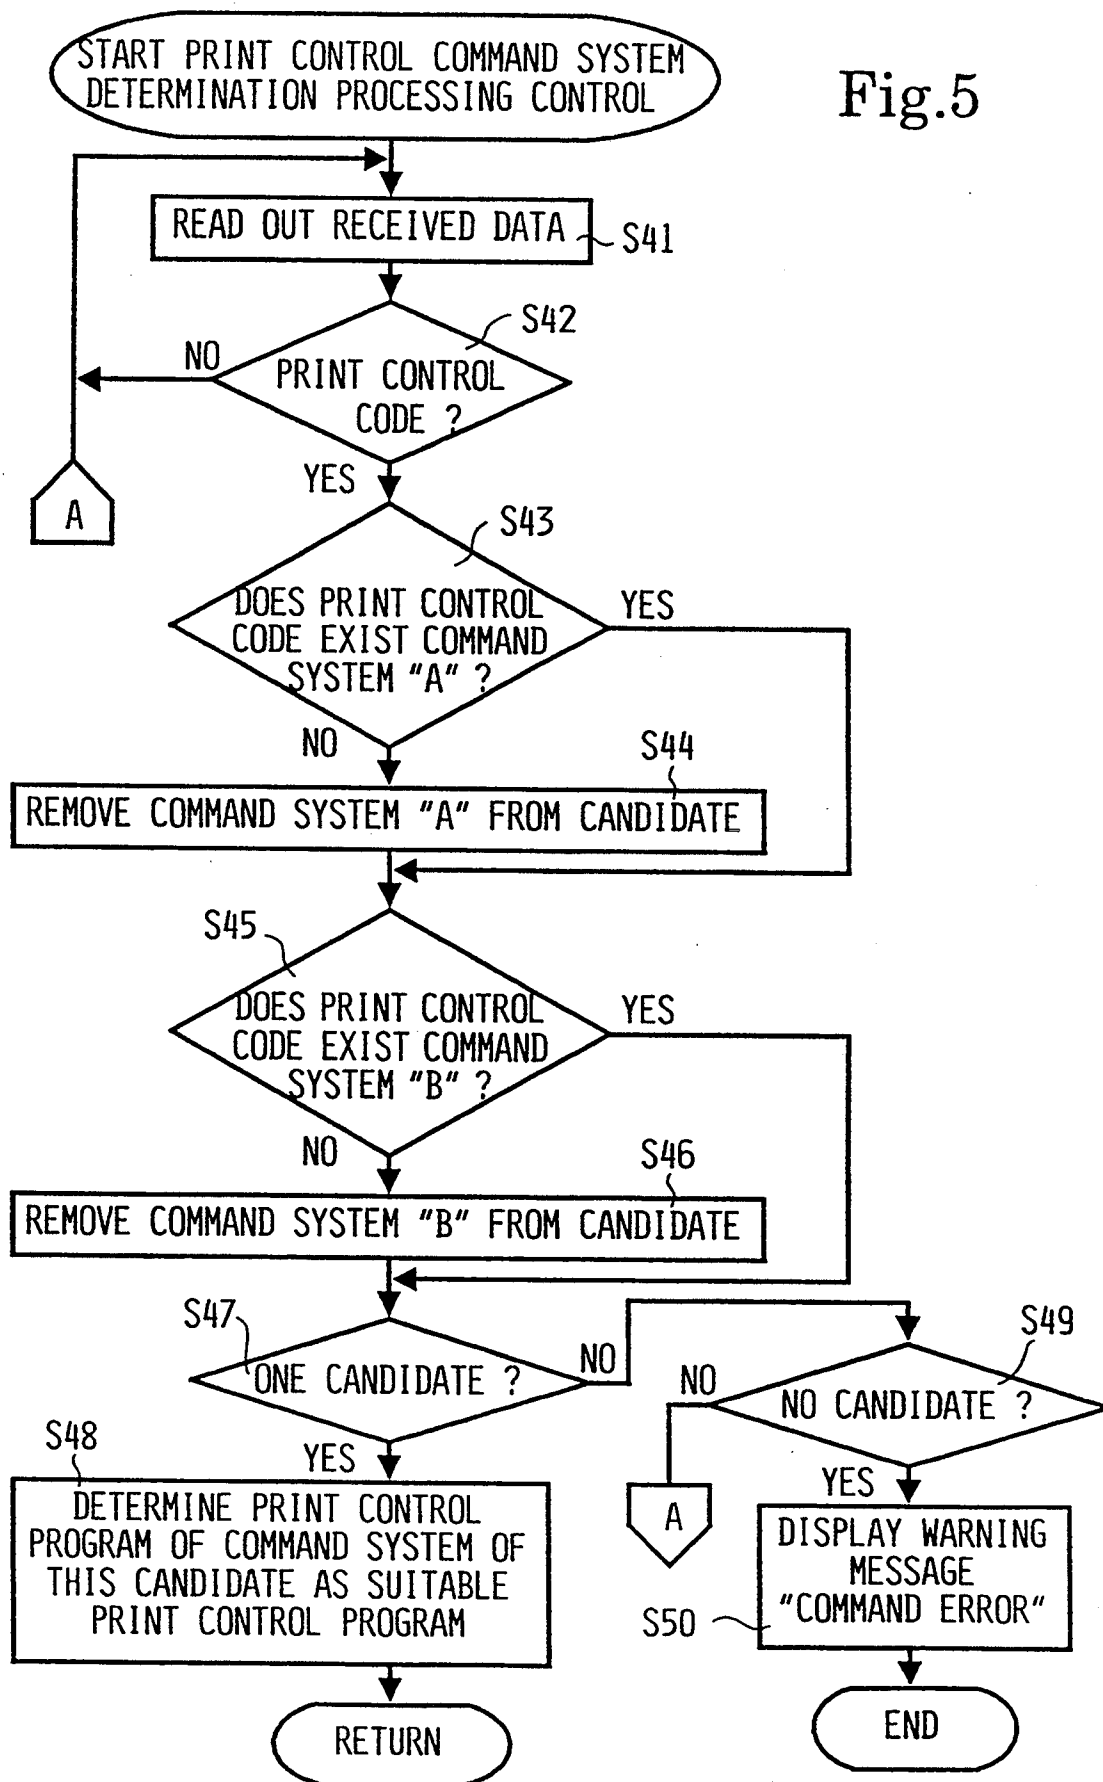 START PRINT CONTROL COMMAND SYSTEM
DETERMINATION PROCESSING CONTROL
Fig.5
READ OUT RECEIVED DATA
S41
S42
NO
PRINT CONTROL
CODE ?
YES
A
S43
DOES PRINT CONTROL
CODE EXIST COMMAND
SYSTEM "A" ?
YES
NO
S44
REMOVE COMMAND SYSTEM "A" FROM CANDIDATE
S45
DOES PRINT CONTROL
CODE EXIST COMMAND
SYSTEM "B" ?
YES
NO
S46
REMOVE COMMAND SYSTEM "B" FROM CANDIDATE
S47
ONE CANDIDATE ?
NO
S49
NO
NO CANDIDATE ?
S48
YES
YES
DETERMINE PRINT CONTROL
PROGRAM OF COMMAND SYSTEM OF
THIS CANDIDATE AS SUITABLE
PRINT CONTROL PROGRAM
A
DISPLAY WARNING
MESSAGE
"COMMAND ERROR"
S50
RETURN
END